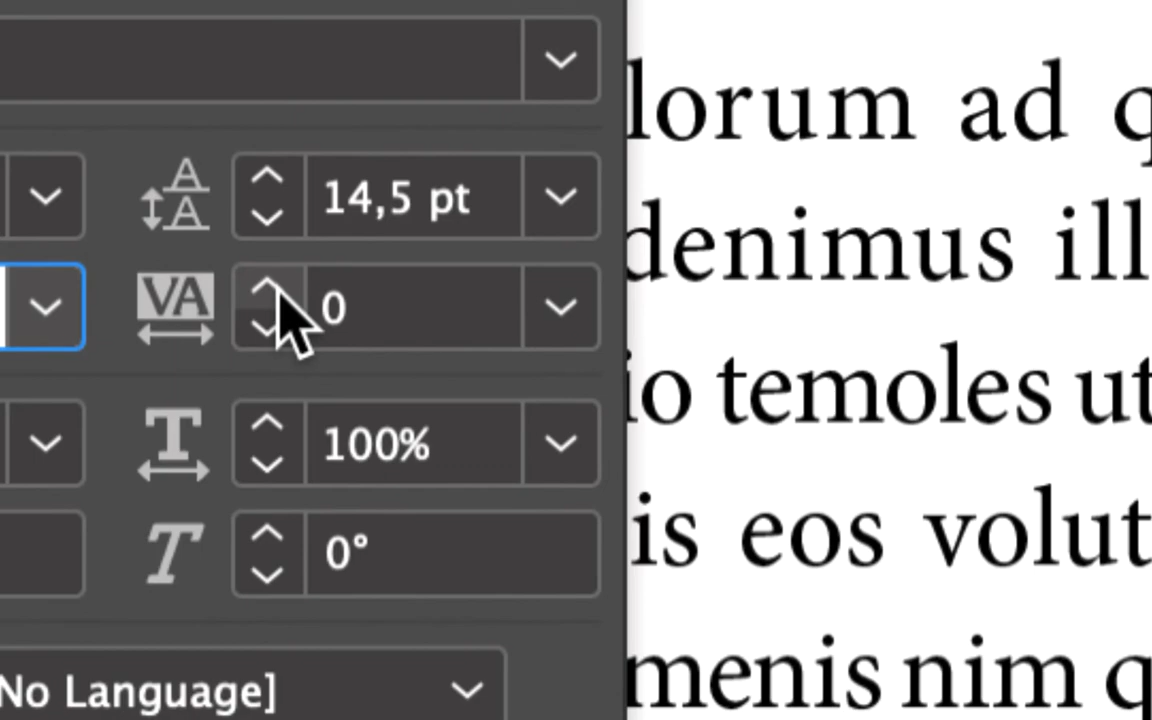 14,5 pt
VA
0
100%
T
0°
No Language]
lorum ad q
denimus ill
io temoles ut
is eos volut
menis nim q